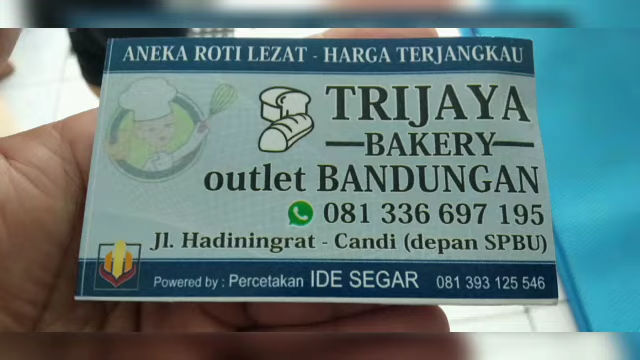 ANEKA ROTI LEZAT - HARGA TERJANGKAU
TRIJAYA
BAKERY
outlet BANDUNGAN
081 336 697 195
Jl. Hadiningrat - Candi (depan SPBU)
Powered by : Percetakan IDE SEGAR 081 393 125 546